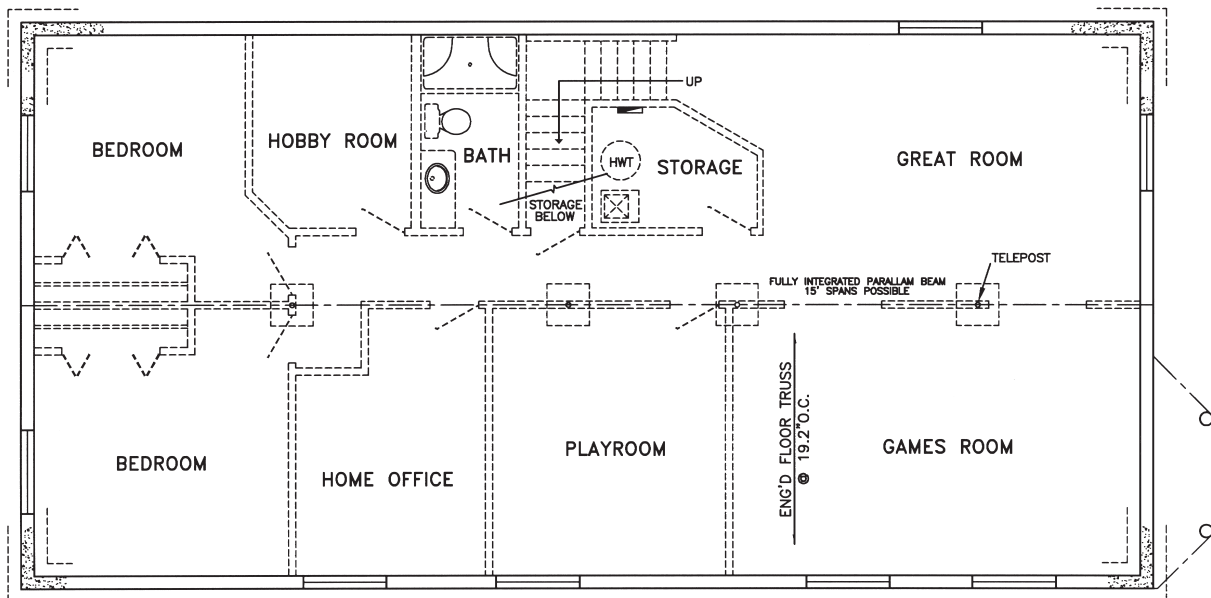 UP
BEDROOM
HOBBY ROOM
BATH
HWT
STORAGE
GREAT ROOM
STORAGE
BELOW
TELEPOST
FULLY INTEGRATED PARALLAM BEAM
15' SPANS POSSIBLE
BEDROOM
HOME OFFICE
PLAYROOM
ENG'D FLOOR TRUSS
@ 19.2"O.C.
GAMES ROOM